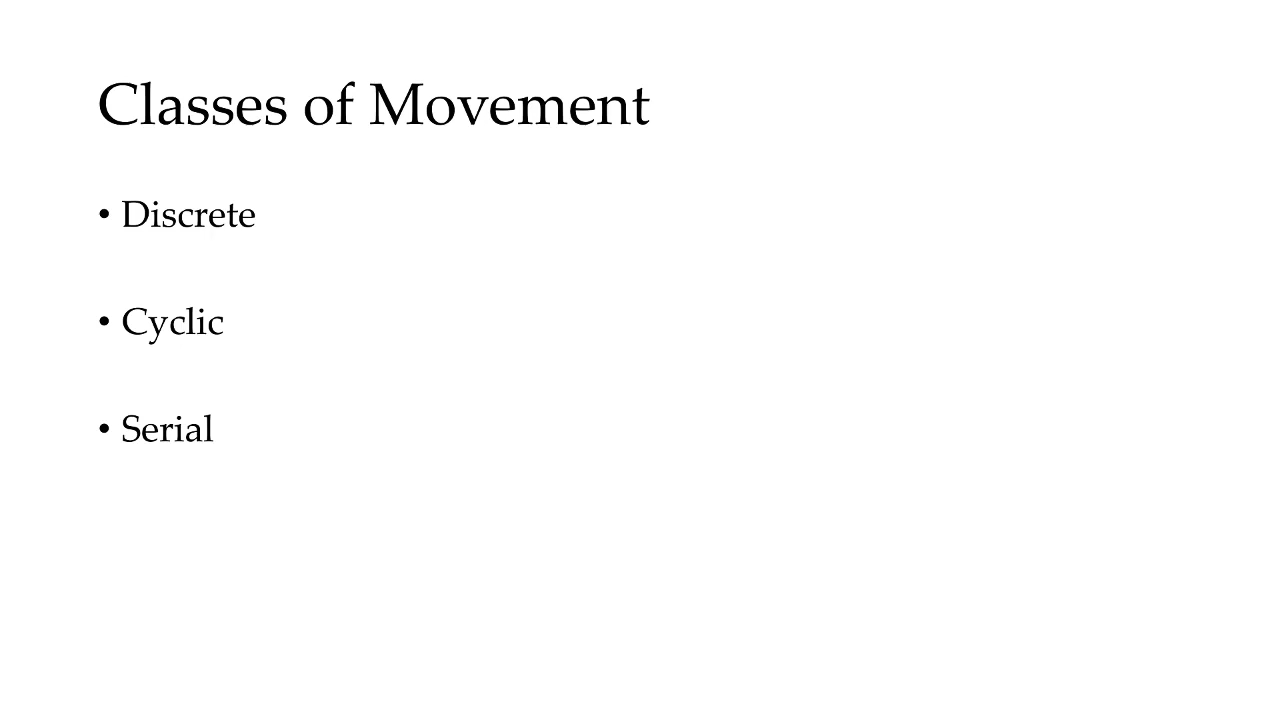 Classes of Movement
• Discrete
• Cyclic
• Serial